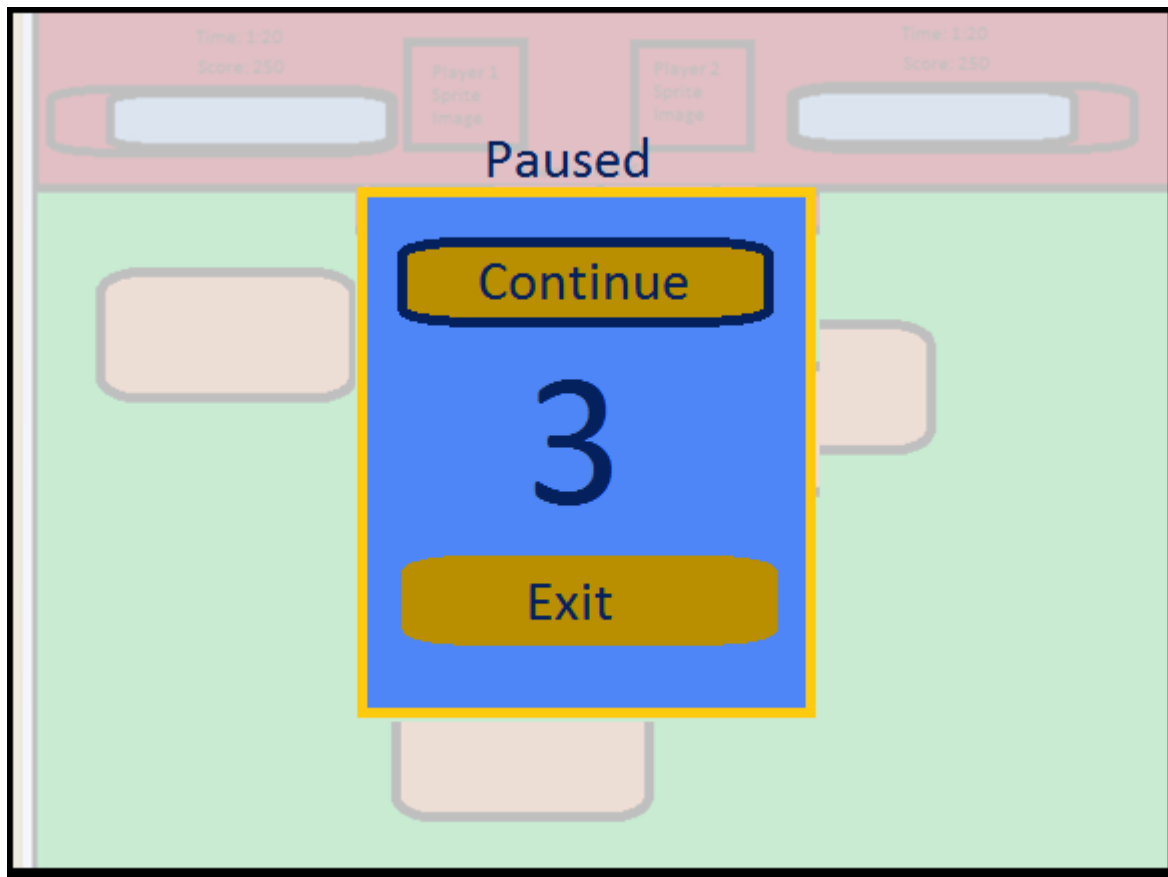 Time: 1:20
Score: 250
Player 1
Sprite
Image
Player 2
Sprite
Image
Time: 1:20
Score: 250
Paused
Continue
3
Exit